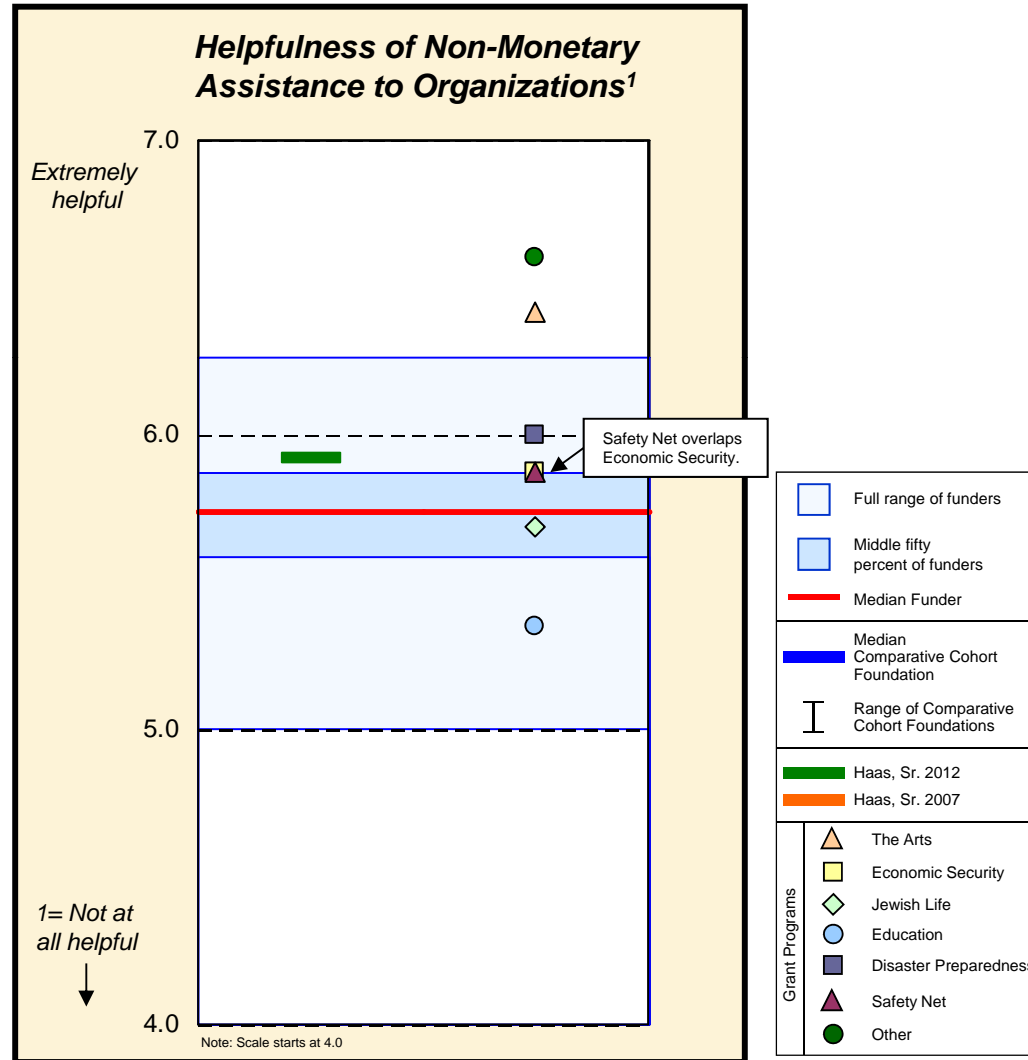 Helpfulness of Non-Monetary
Assistance to Organizations1
7.0
Extremely
helpful
6.0
Safety Net overlaps
Economic Security.
5.0
1= Not at
all helpful
4.0
Note: Scale starts at 4.0
Full range of funders
Middle fifty
percent of funders
Median Funder
Median
Comparative Cohort
Foundation
Range of Comparative
Cohort Foundations
Haas, Sr. 2012
Haas, Sr. 2007
Grant Programs
The Arts
Economic Security
Jewish Life
Education
Disaster Preparedness
Safety Net
Other